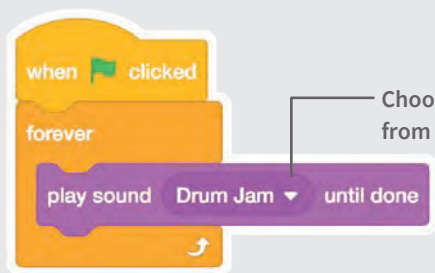 when clicked
forever
Choo
from
play sound Drum Jam until done